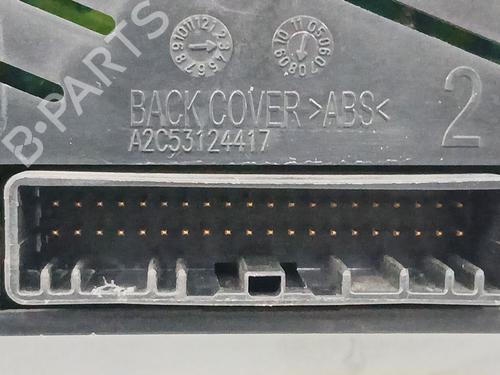 BACK COVER >ABS<
A2C53124417
2
B-PARTS